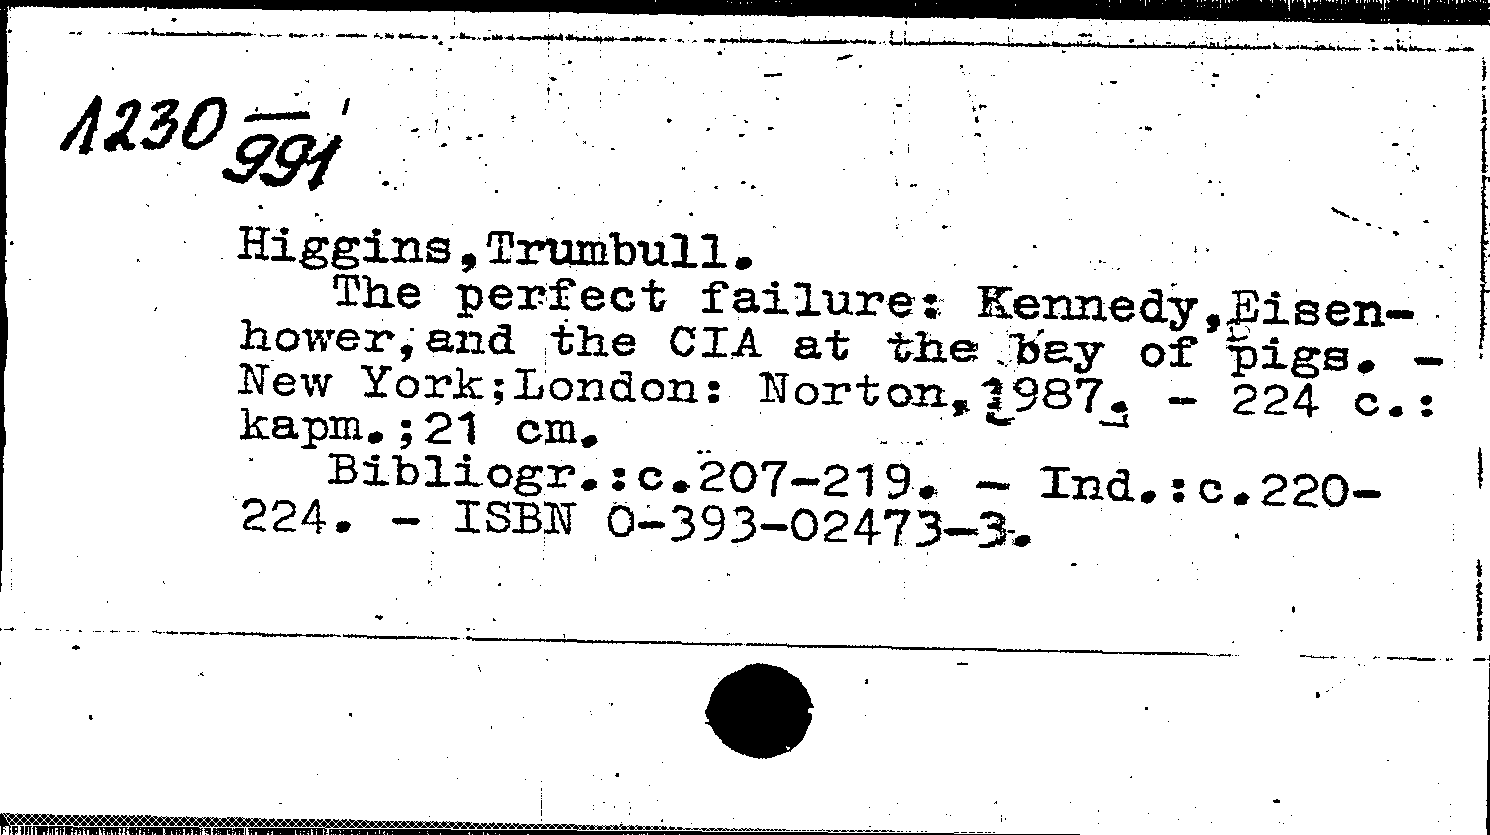 1230 991
Higgins,Trumbull.
The perfect failure: Kennedy,Eisen-
hower,and the CIA at the bay of pigs. -
New York;London: Norton,1987. - 224 c.:
карт.;21 cm.
Bibliogr.:c.207-219. - Ind.:c.220-
224. - ISBN 0-393-02473-3.